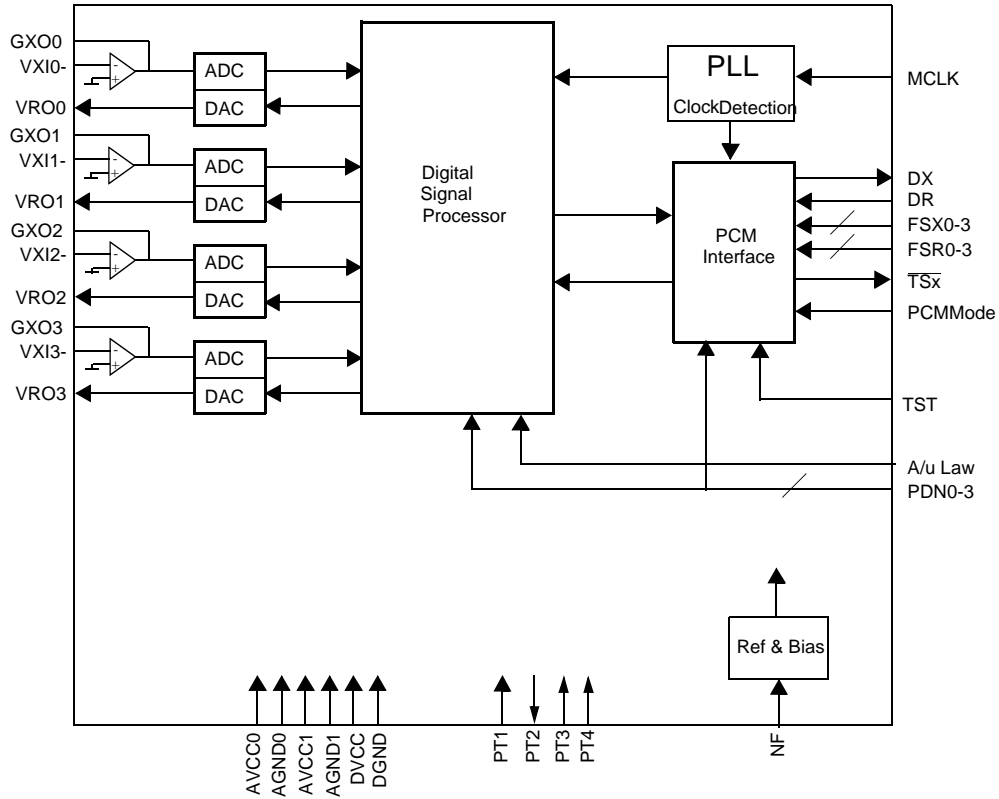 GXO0
VXI0-
VRO0
GXO1
VXI1-
VRO1
GXO2
VXI2-
VRO2
GXO3
VXI3-
VRO3
-
+
-
+
-
+
-
+
ADC
DAC
ADC
DAC
ADC
DAC
ADC
DAC
Digital
Signal
Processor
PLL
ClockDetection
PCM
Interface
MCLK
DX
DR
FSX0-3
FSR0-3
TSx
PCMMode
TST
A/u Law
PDN0-3
Ref & Bias
AVCC0
AGND0
AVCC1
AGND1
DVCC
DGND
PT1
PT2
PT3
PT4
NF